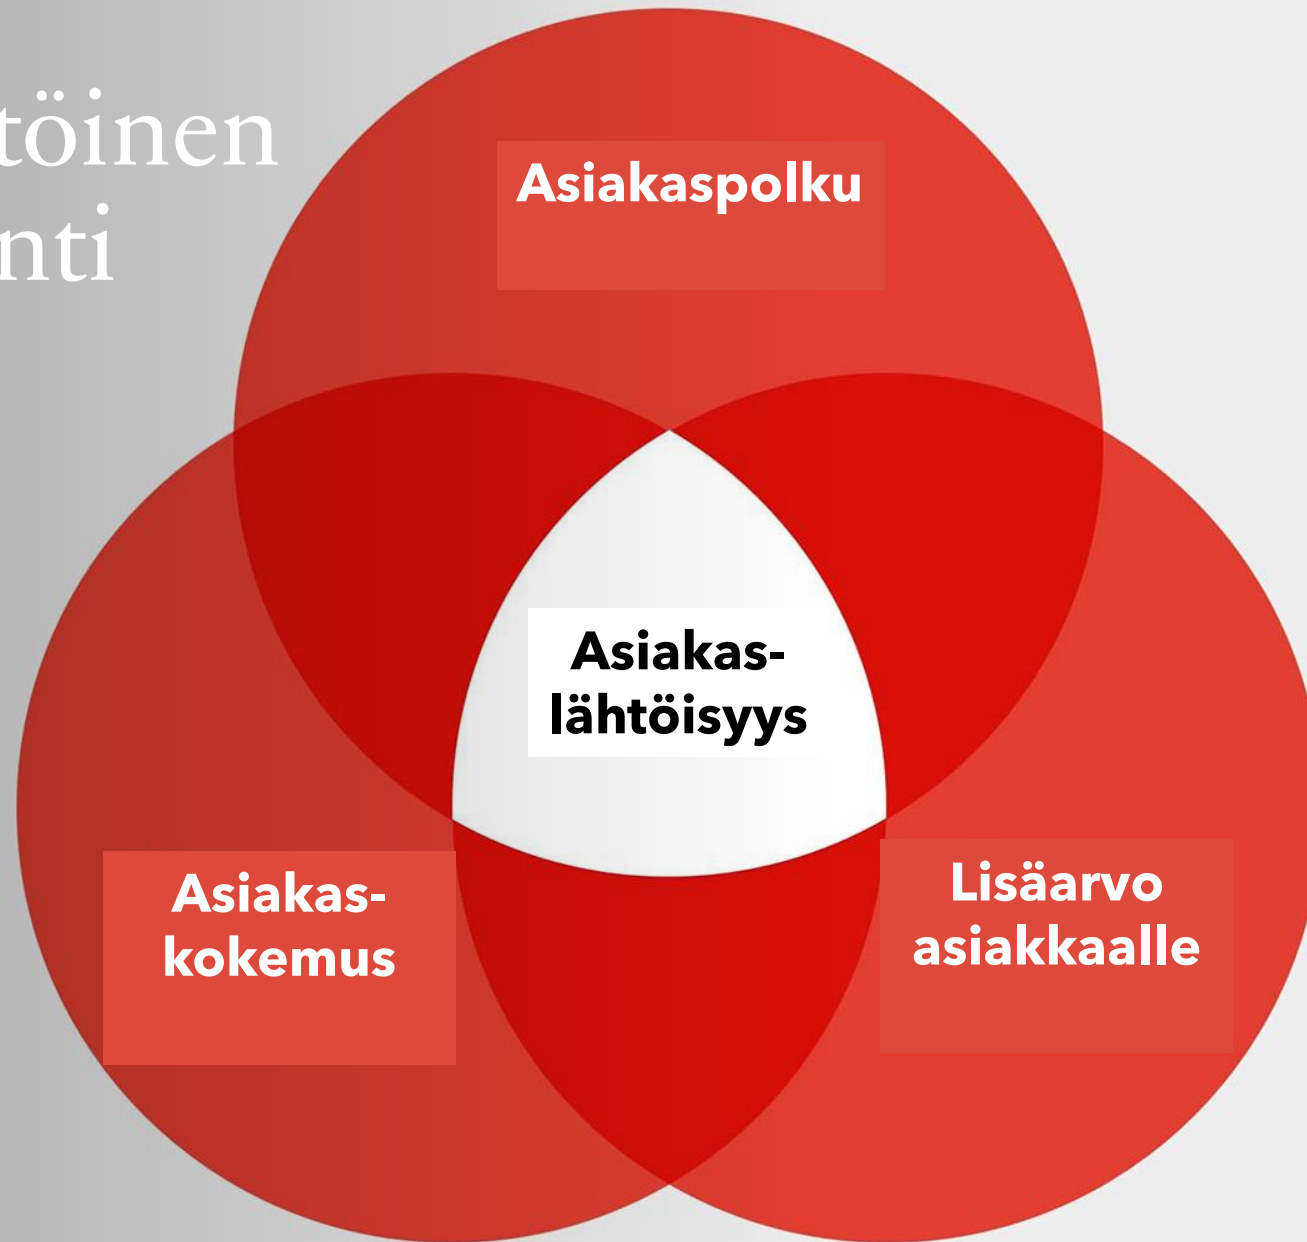 töinen
nti
Asiakaspolku
Asiakas-
lähtöisyys
Asiakas-
kokemus
Lisäarvo
asiakkaalle